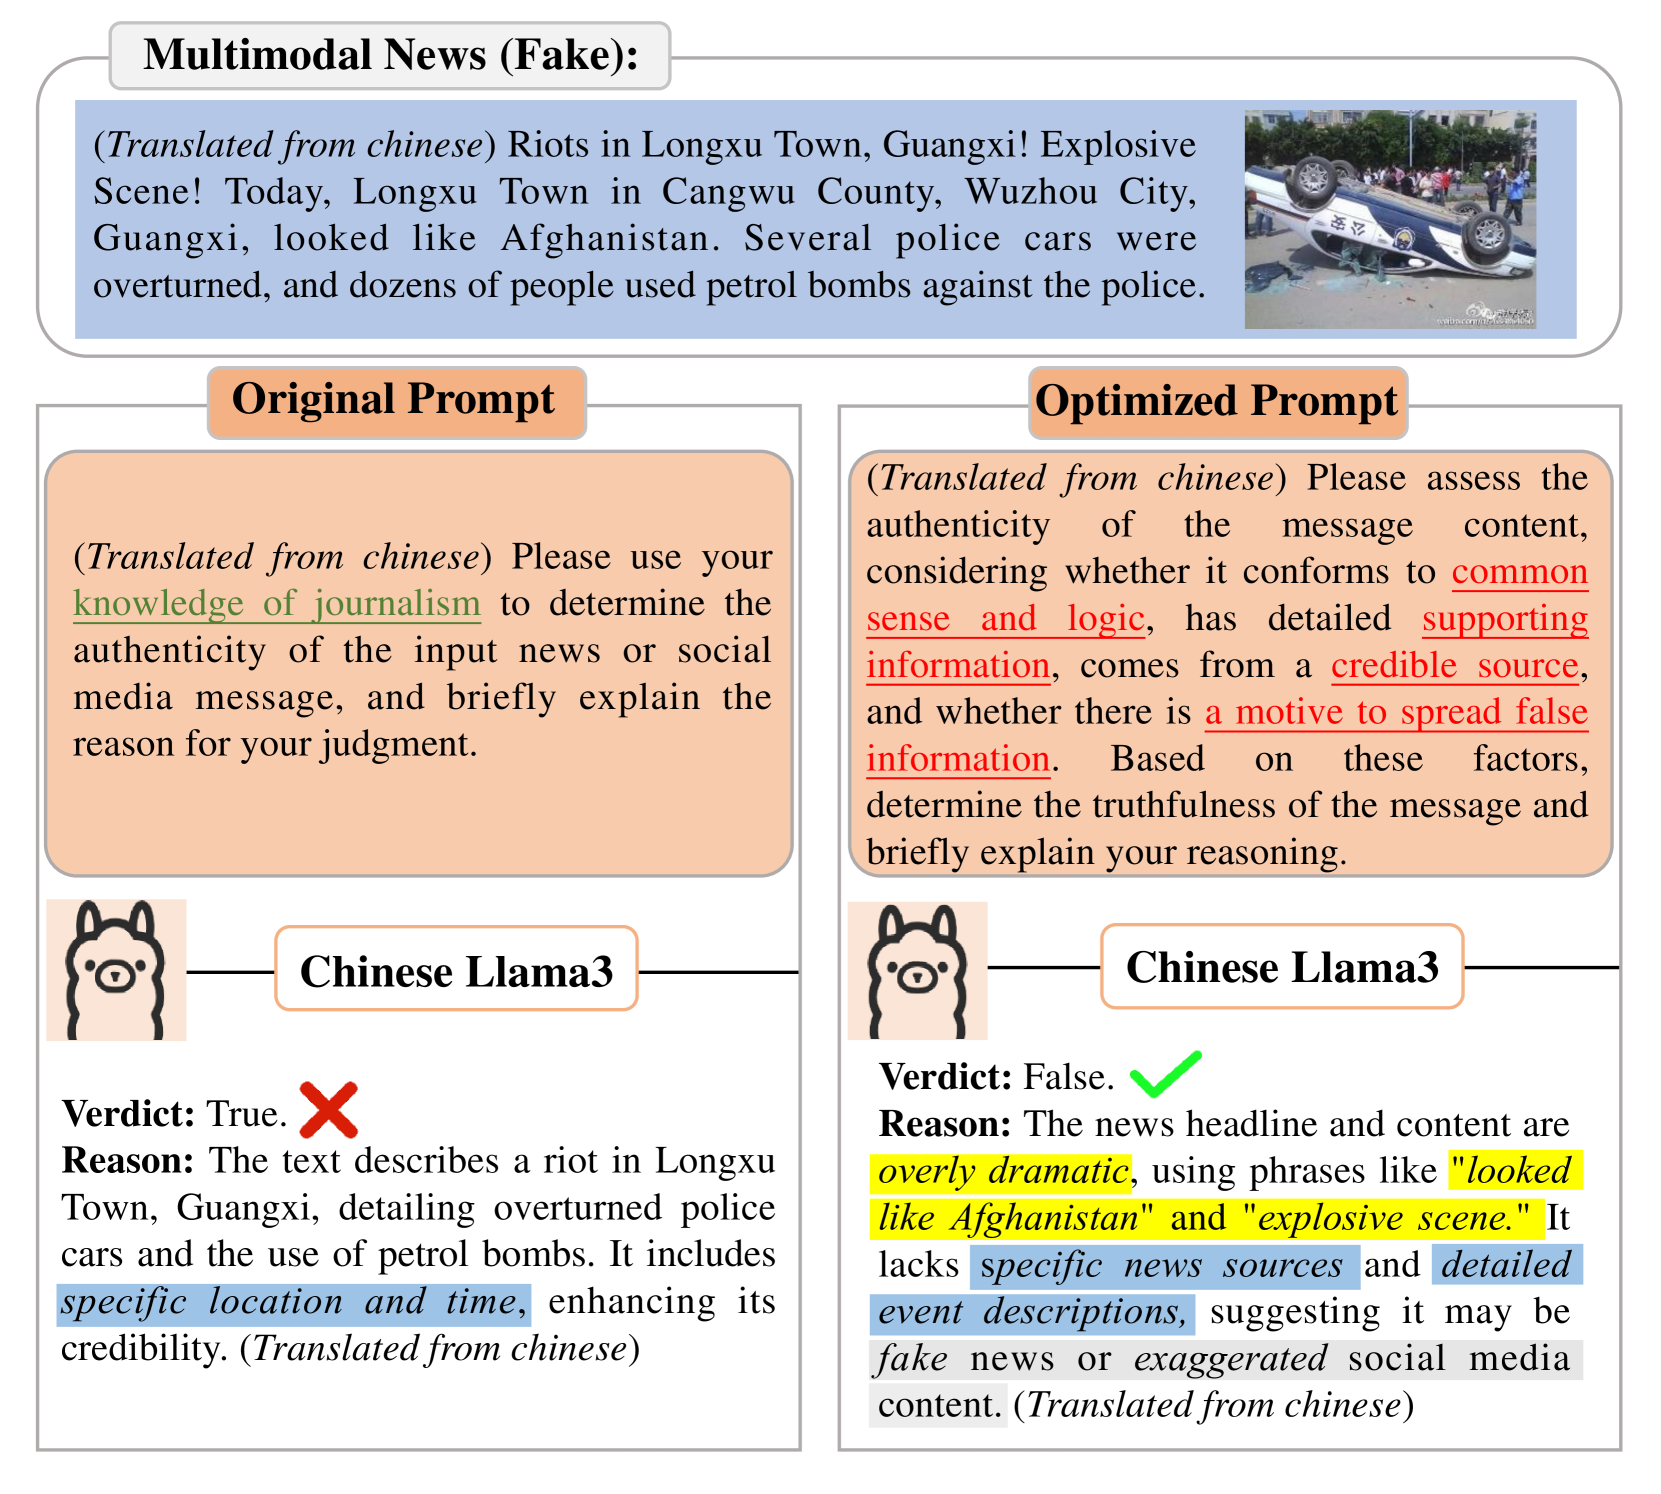 Multimodal News (Fake):
(Translated from chinese) Riots in Longxu Town, Guangxi! Explosive
Scene! Today, Longxu Town in Cangwu County, Wuzhou City,
Guangxi, looked like Afghanistan. Several police cars were
overturned, and dozens of people used petrol bombs against the police.
公安
Original Prompt
(Translated from chinese) Please use your
knowledge of journalism to determine the
authenticity of the input news or social
media message, and briefly explain the
reason for your judgment.
Chinese Llama3
Verdict: True.
Reason: The text describes a riot in Longxu
Town, Guangxi, detailing overturned police
cars and the use of petrol bombs. It includes
specific location and time, enhancing its
credibility. (Translated from chinese)
Optimized Prompt
(Translated from chinese) Please assess the
authenticity of the message content,
considering whether it conforms to common
sense and logic, has detailed supporting
information, comes from a credible source,
and whether there is a motive to spread false
information. Based on these factors,
determine the truthfulness of the message and
briefly explain your reasoning.
Chinese Llama3
Verdict: False.
Reason: The news headline and content are
overly dramatic, using phrases like "looked
like Afghanistan" and "explosive scene." It
lacks specific news sources and detailed
event descriptions, suggesting it may be
fake news or exaggerated social media
content. (Translated from chinese)